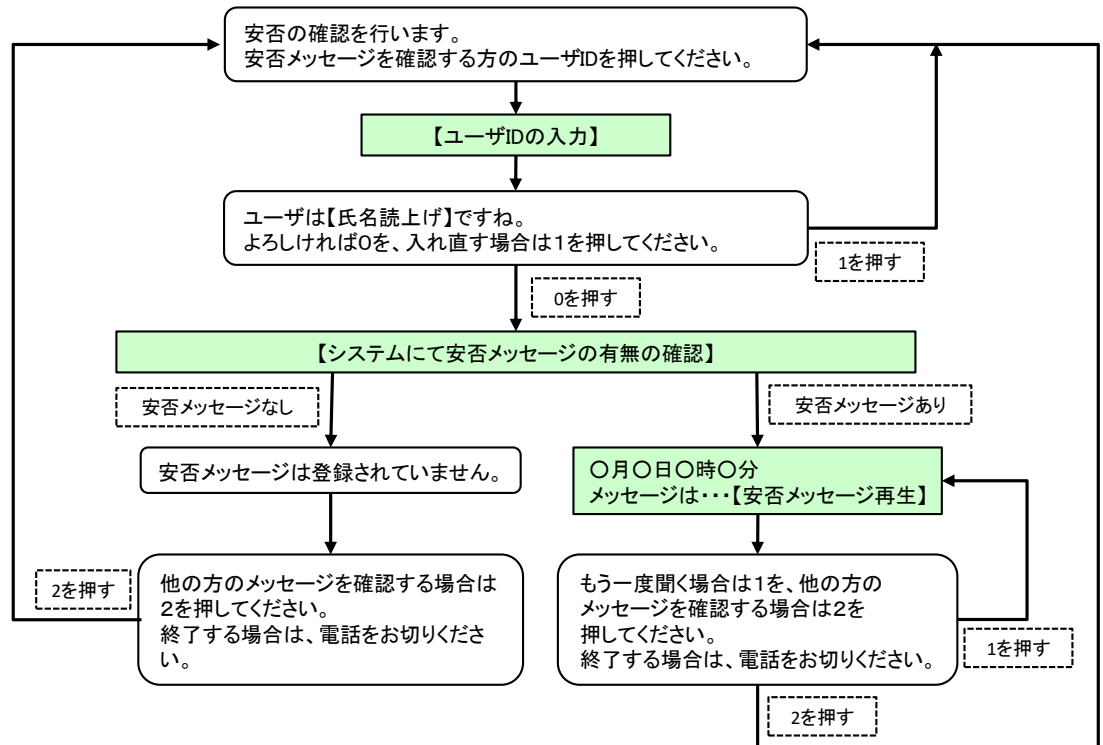 安否の確認を行います。
安否メッセージを確認する方のユーザIDを押してください。
【ユーザIDの入力】
ユーザは【氏名読上げ】ですね。
よろしければ０を、入れ直す場合は１を押してください。
1を押す
0を押す
【システムにて安否メッセージの有無の確認】
安否メッセージなし
安否メッセージあり
安否メッセージは登録されていません。
〇月〇日〇時〇分
メッセージは・・・【安否メッセージ再生】
2を押す
他の方のメッセージを確認する場合は
２を押してください。
終了する場合は、電話をお切りくださ
い。
もう一度聞く場合は１を、他の方の
メッセージを確認する場合は２を
押してください。
終了する場合は、電話をお切りください。
1を押す
2を押す